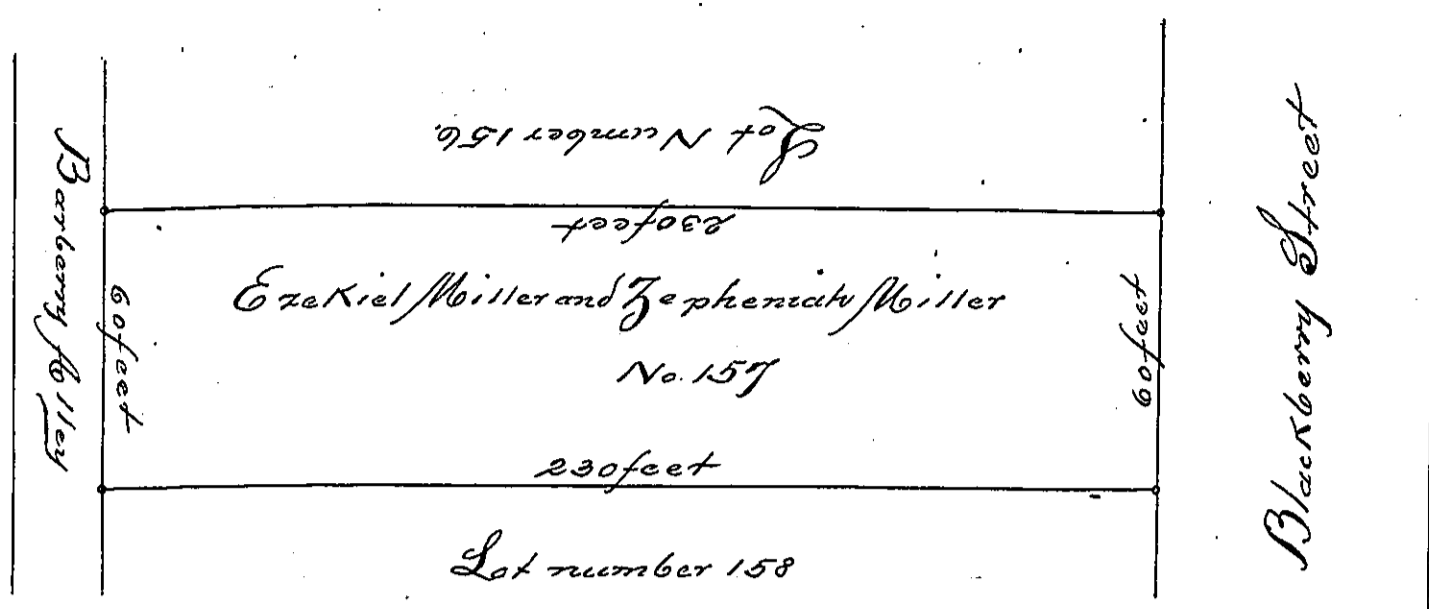 Lot Number 156.
230 feet
Ezekiel Miller and Zepheniah Miller
No. 157
60 feet
60 feet
230 feet
Lot number 158
Barberry Alley
Blackberry Street